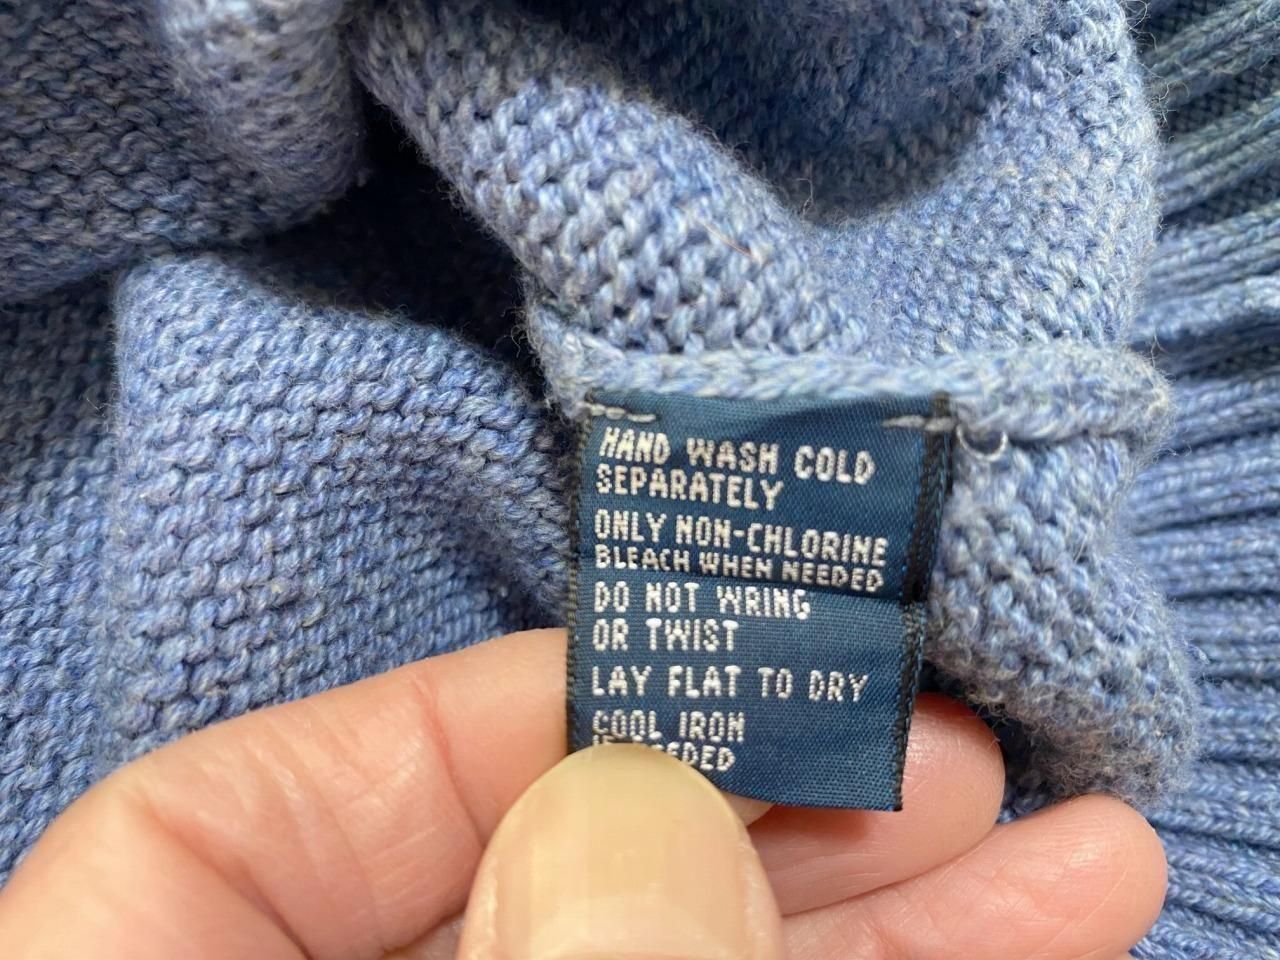 HAND WASH COLD
SEPARATELY
ONLY NON-CHLORINE
BLEACH WHEN NEEDED
DO NOT WRING
OR TWIST
LAY FLAT TO DRY
COOL IRON